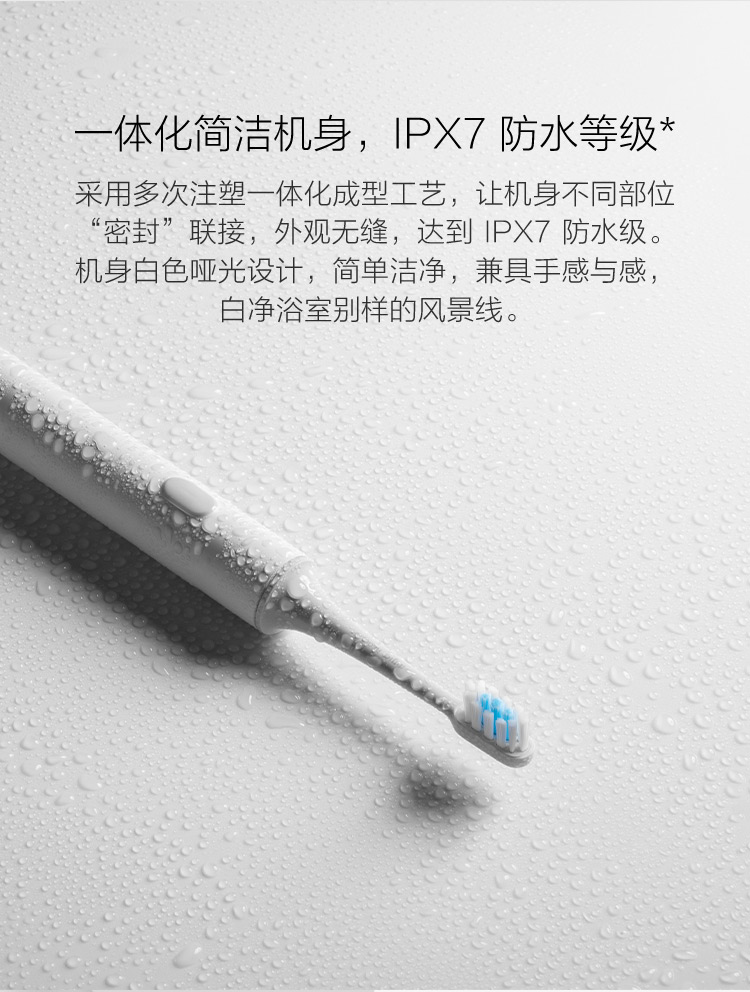 一体化简洁机身，IPX7 防水等级*
采用多次注塑一体化成型工艺，让机身不同部位
“密封”联接，外观无缝，达到 IPX7 防水级。
机身白色哑光设计，简单洁净，兼具手感与感，
白净浴室别样的风景线。